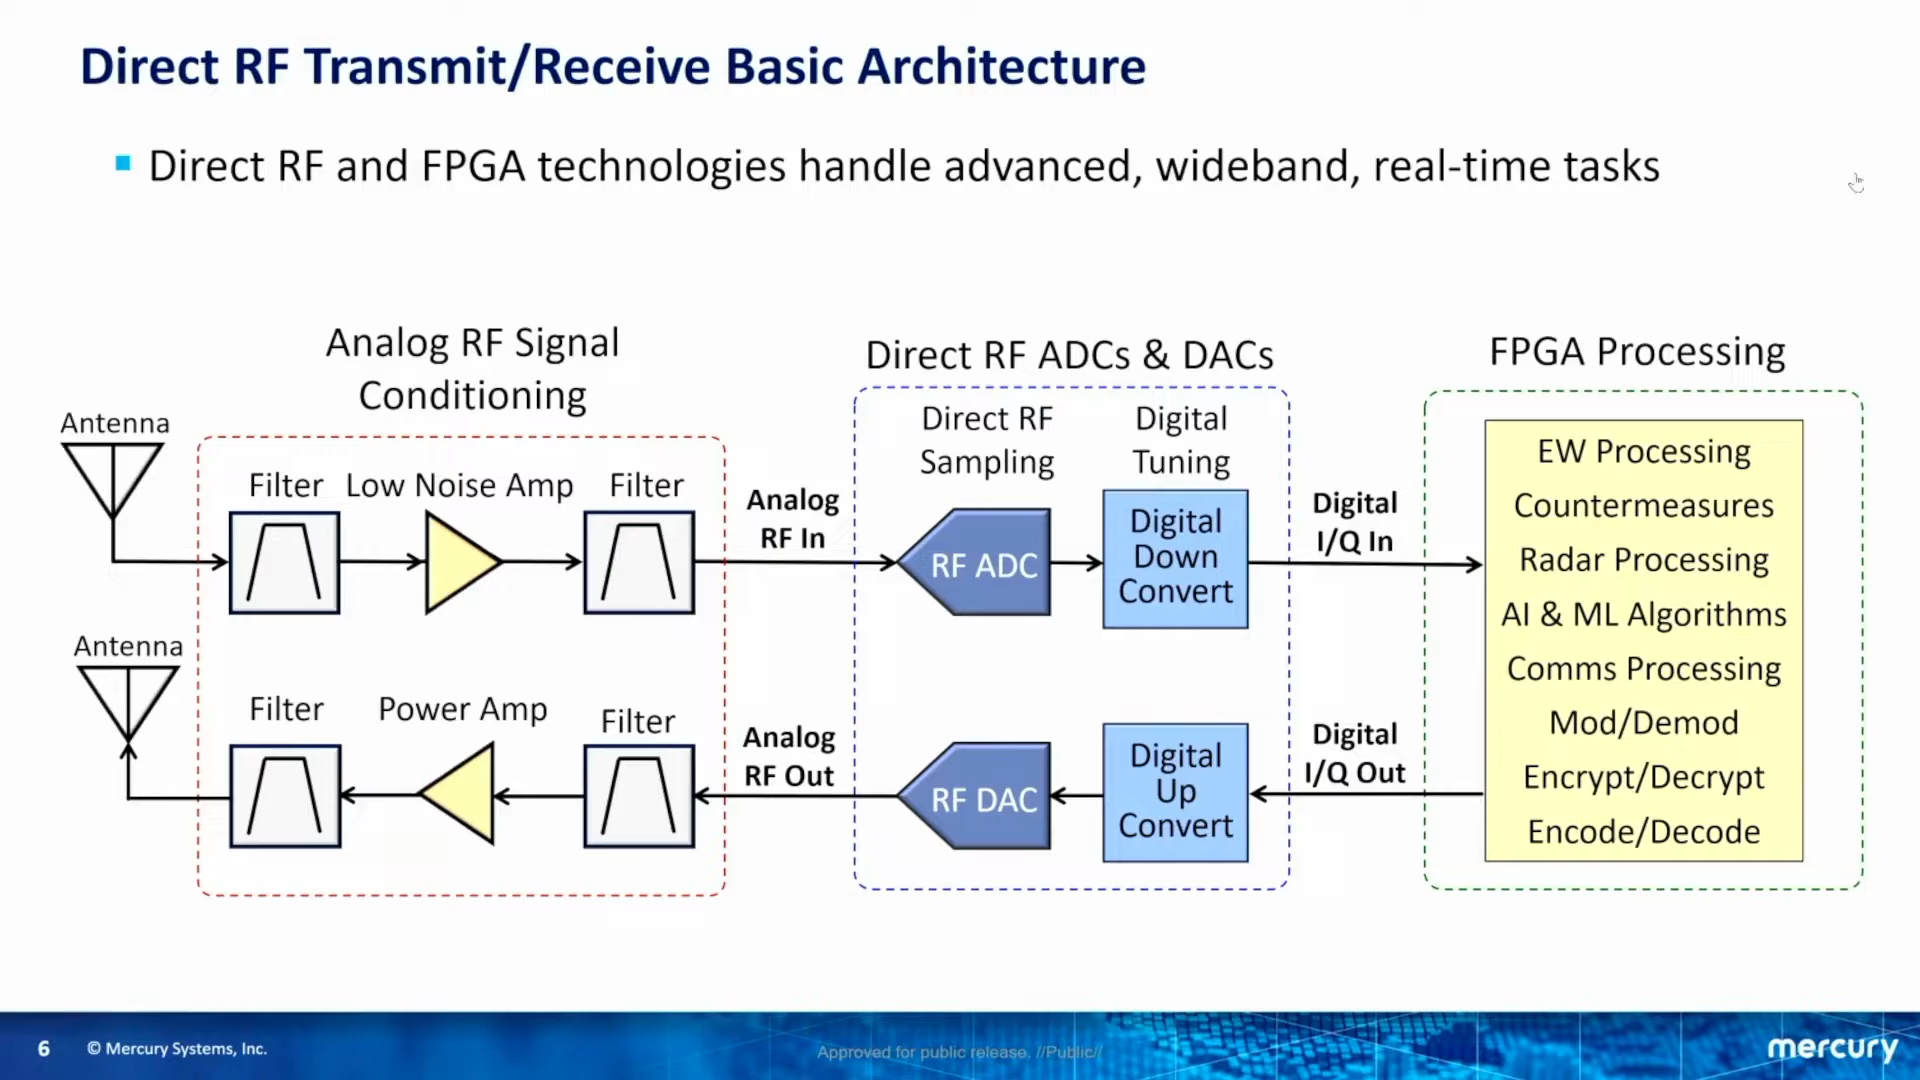 Direct RF Transmit/Receive Basic Architecture
Direct RF and FPGA technologies handle advanced, wideband, real-time tasks
Analog RF Signal
Conditioning
Direct RF ADCs & DACs
FPGA Processing
Antenna
Filter
Low Noise Amp
Filter
Analog
RF In
Direct RF
Sampling
Digital
Tuning
RF ADC
Digital
Down
Convert
Digital
I/Q In
Antenna
Filter
Power Amp
Filter
Analog
RF Out
RF DAC
Digital
Up
Convert
Digital
I/Q Out
EW Processing
Countermeasures
Radar Processing
AI & ML Algorithms
Comms Processing
Mod/Demod
Encrypt/Decrypt
Encode/Decode
6
© Mercury Systems, Inc.
Approved for public release. //Public//
mercury